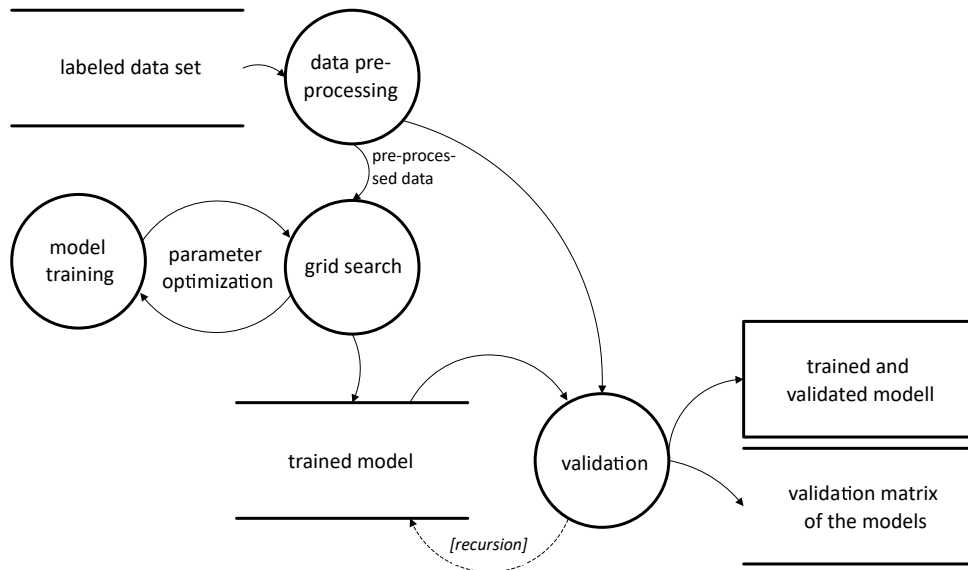 labeled data set
data pre-
processing
pre-proces-
sed data
model
training
parameter
optimization
grid search
trained and
validated modell
trained model
validation
validation matrix
of the models
[recursion]